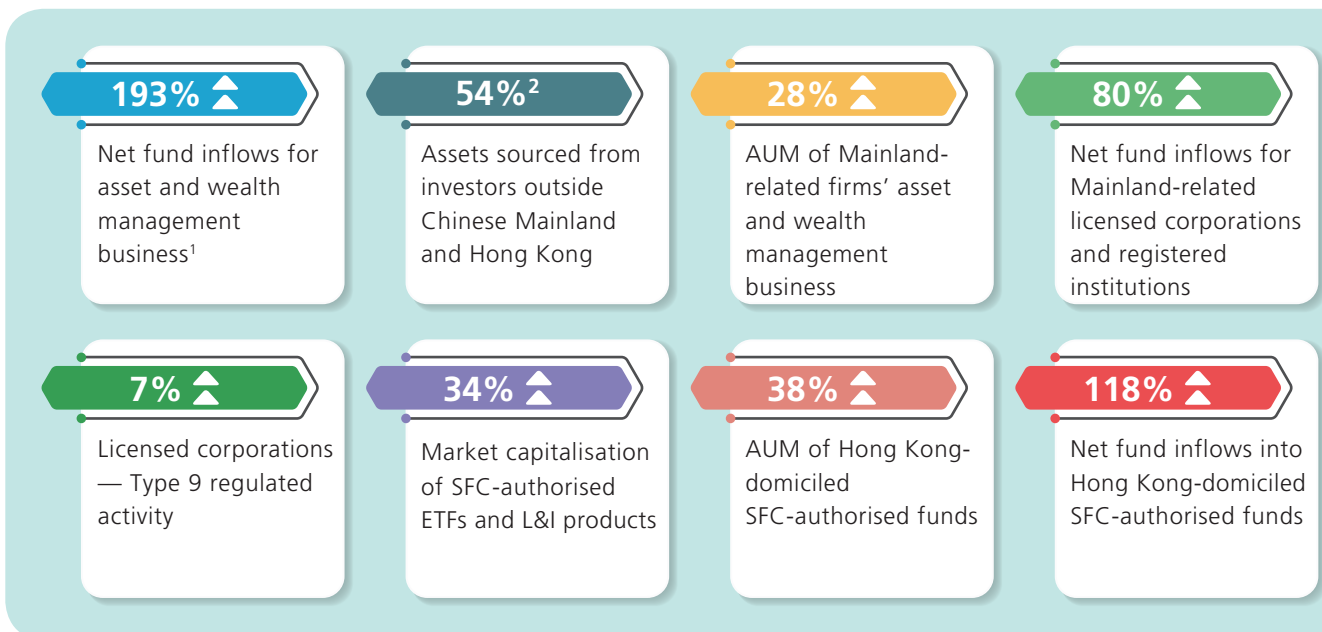 193%
Net fund inflows for
asset and wealth
management
business1
54%2
Assets sourced from
investors outside
Chinese Mainland
and Hong Kong
28%
AUM of Mainland-
related firms’ asset
and wealth
management
business
80%
Net fund inflows for
Mainland-related
licensed corporations
and registered
institutions
7%
Licensed corporations
— Type 9 regulated
activity
34%
Market capitalisation
of SFC-authorised
ETFs and L&I products
38%
AUM of Hong Kong-
domiciled
SFC-authorised funds
118%
Net fund inflows into
Hong Kong-domiciled
SFC-authorised funds